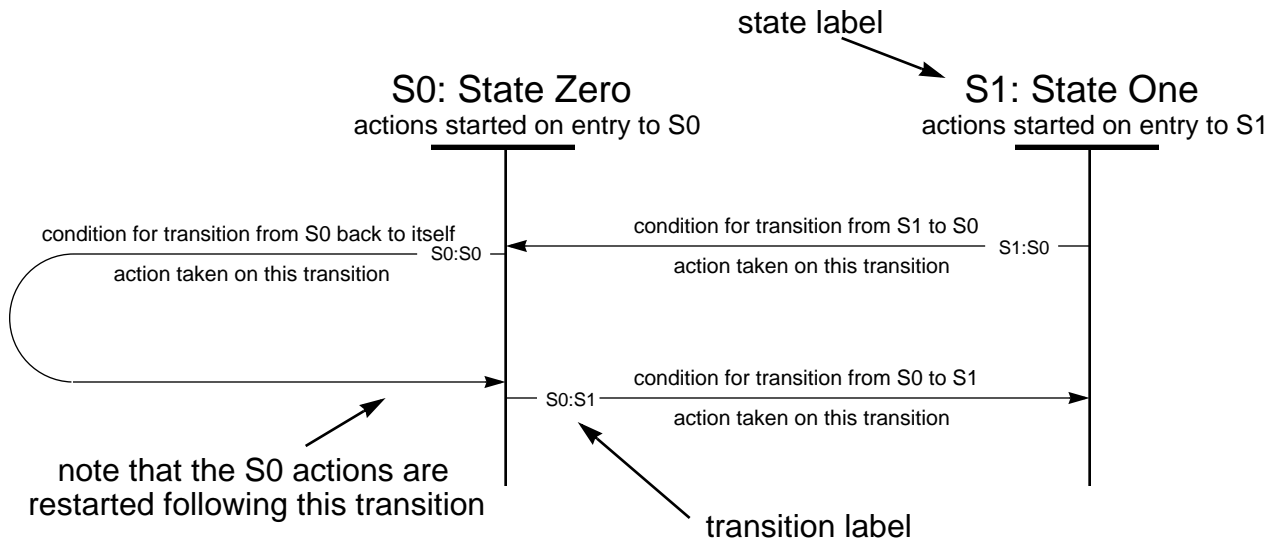 state label
S0: State Zero
actions started on entry to S0
S1: State One
actions started on entry to S1
condition for transition from S0 back to itself
S0:S0
action taken on this transition
condition for transition from S1 to S0
S1:S0
action taken on this transition
condition for transition from S0 to S1
S0:S1
action taken on this transition
note that the S0 actions are
restarted following this transition
transition label